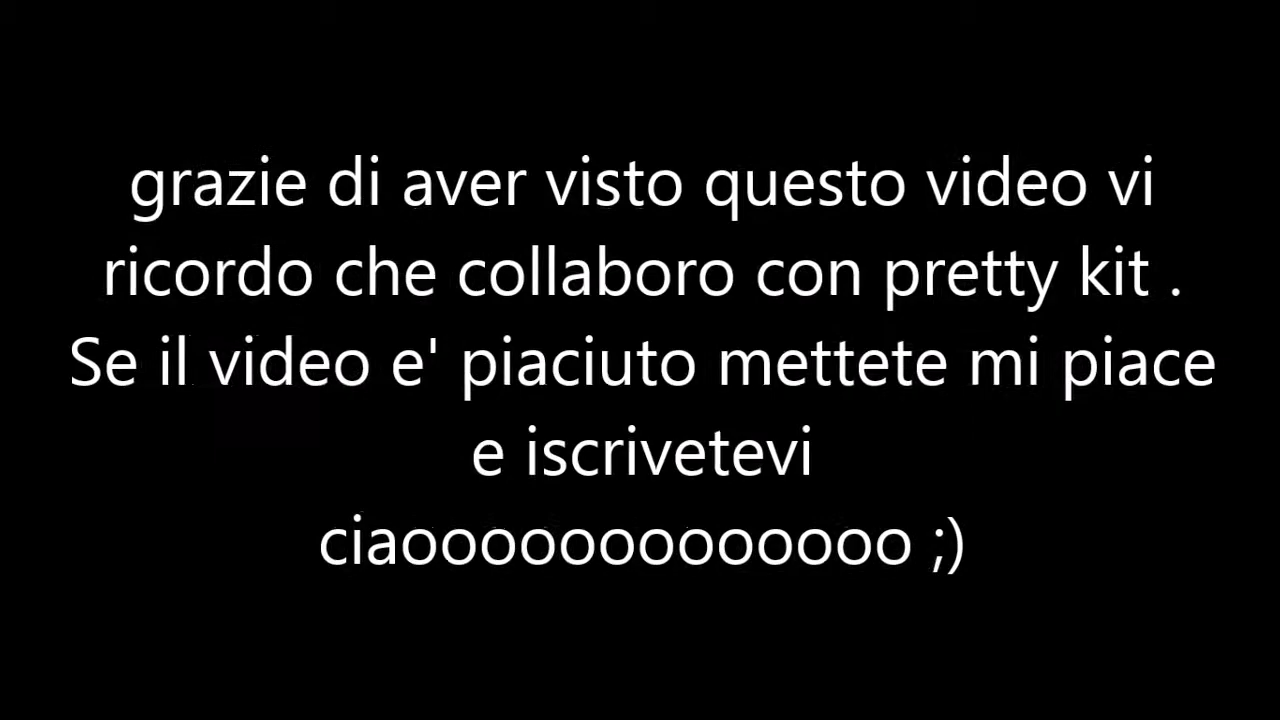 grazie di aver visto questo video vi
ricordo che collaboro con pretty kit .
Se il video e' piaciuto mettete mi piace
e iscrivetevi
ciaooooooooooooo ;)